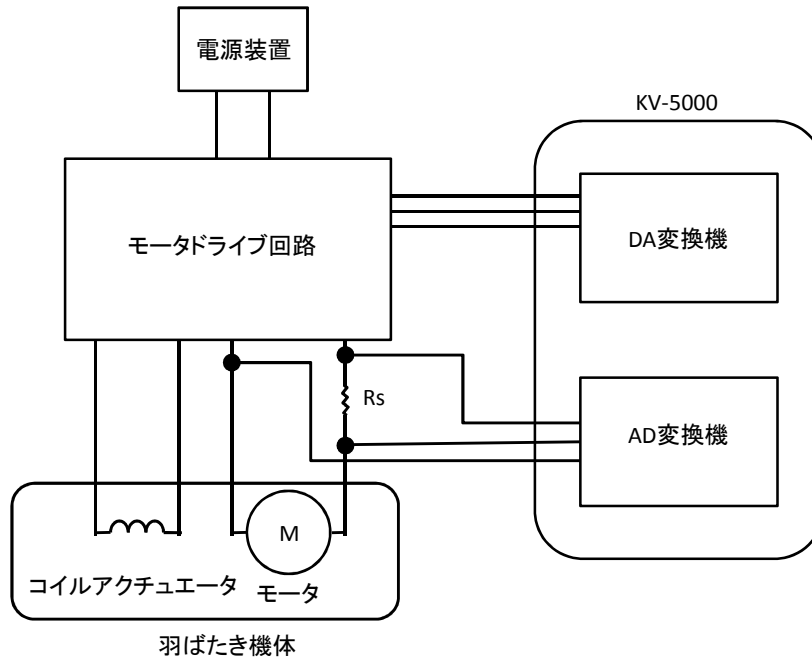 電源装置
KV-5000
モータドライブ回路
DA変換機
Rs
AD変換機
M
コイルアクチュエータ
モータ
羽ばたき機体